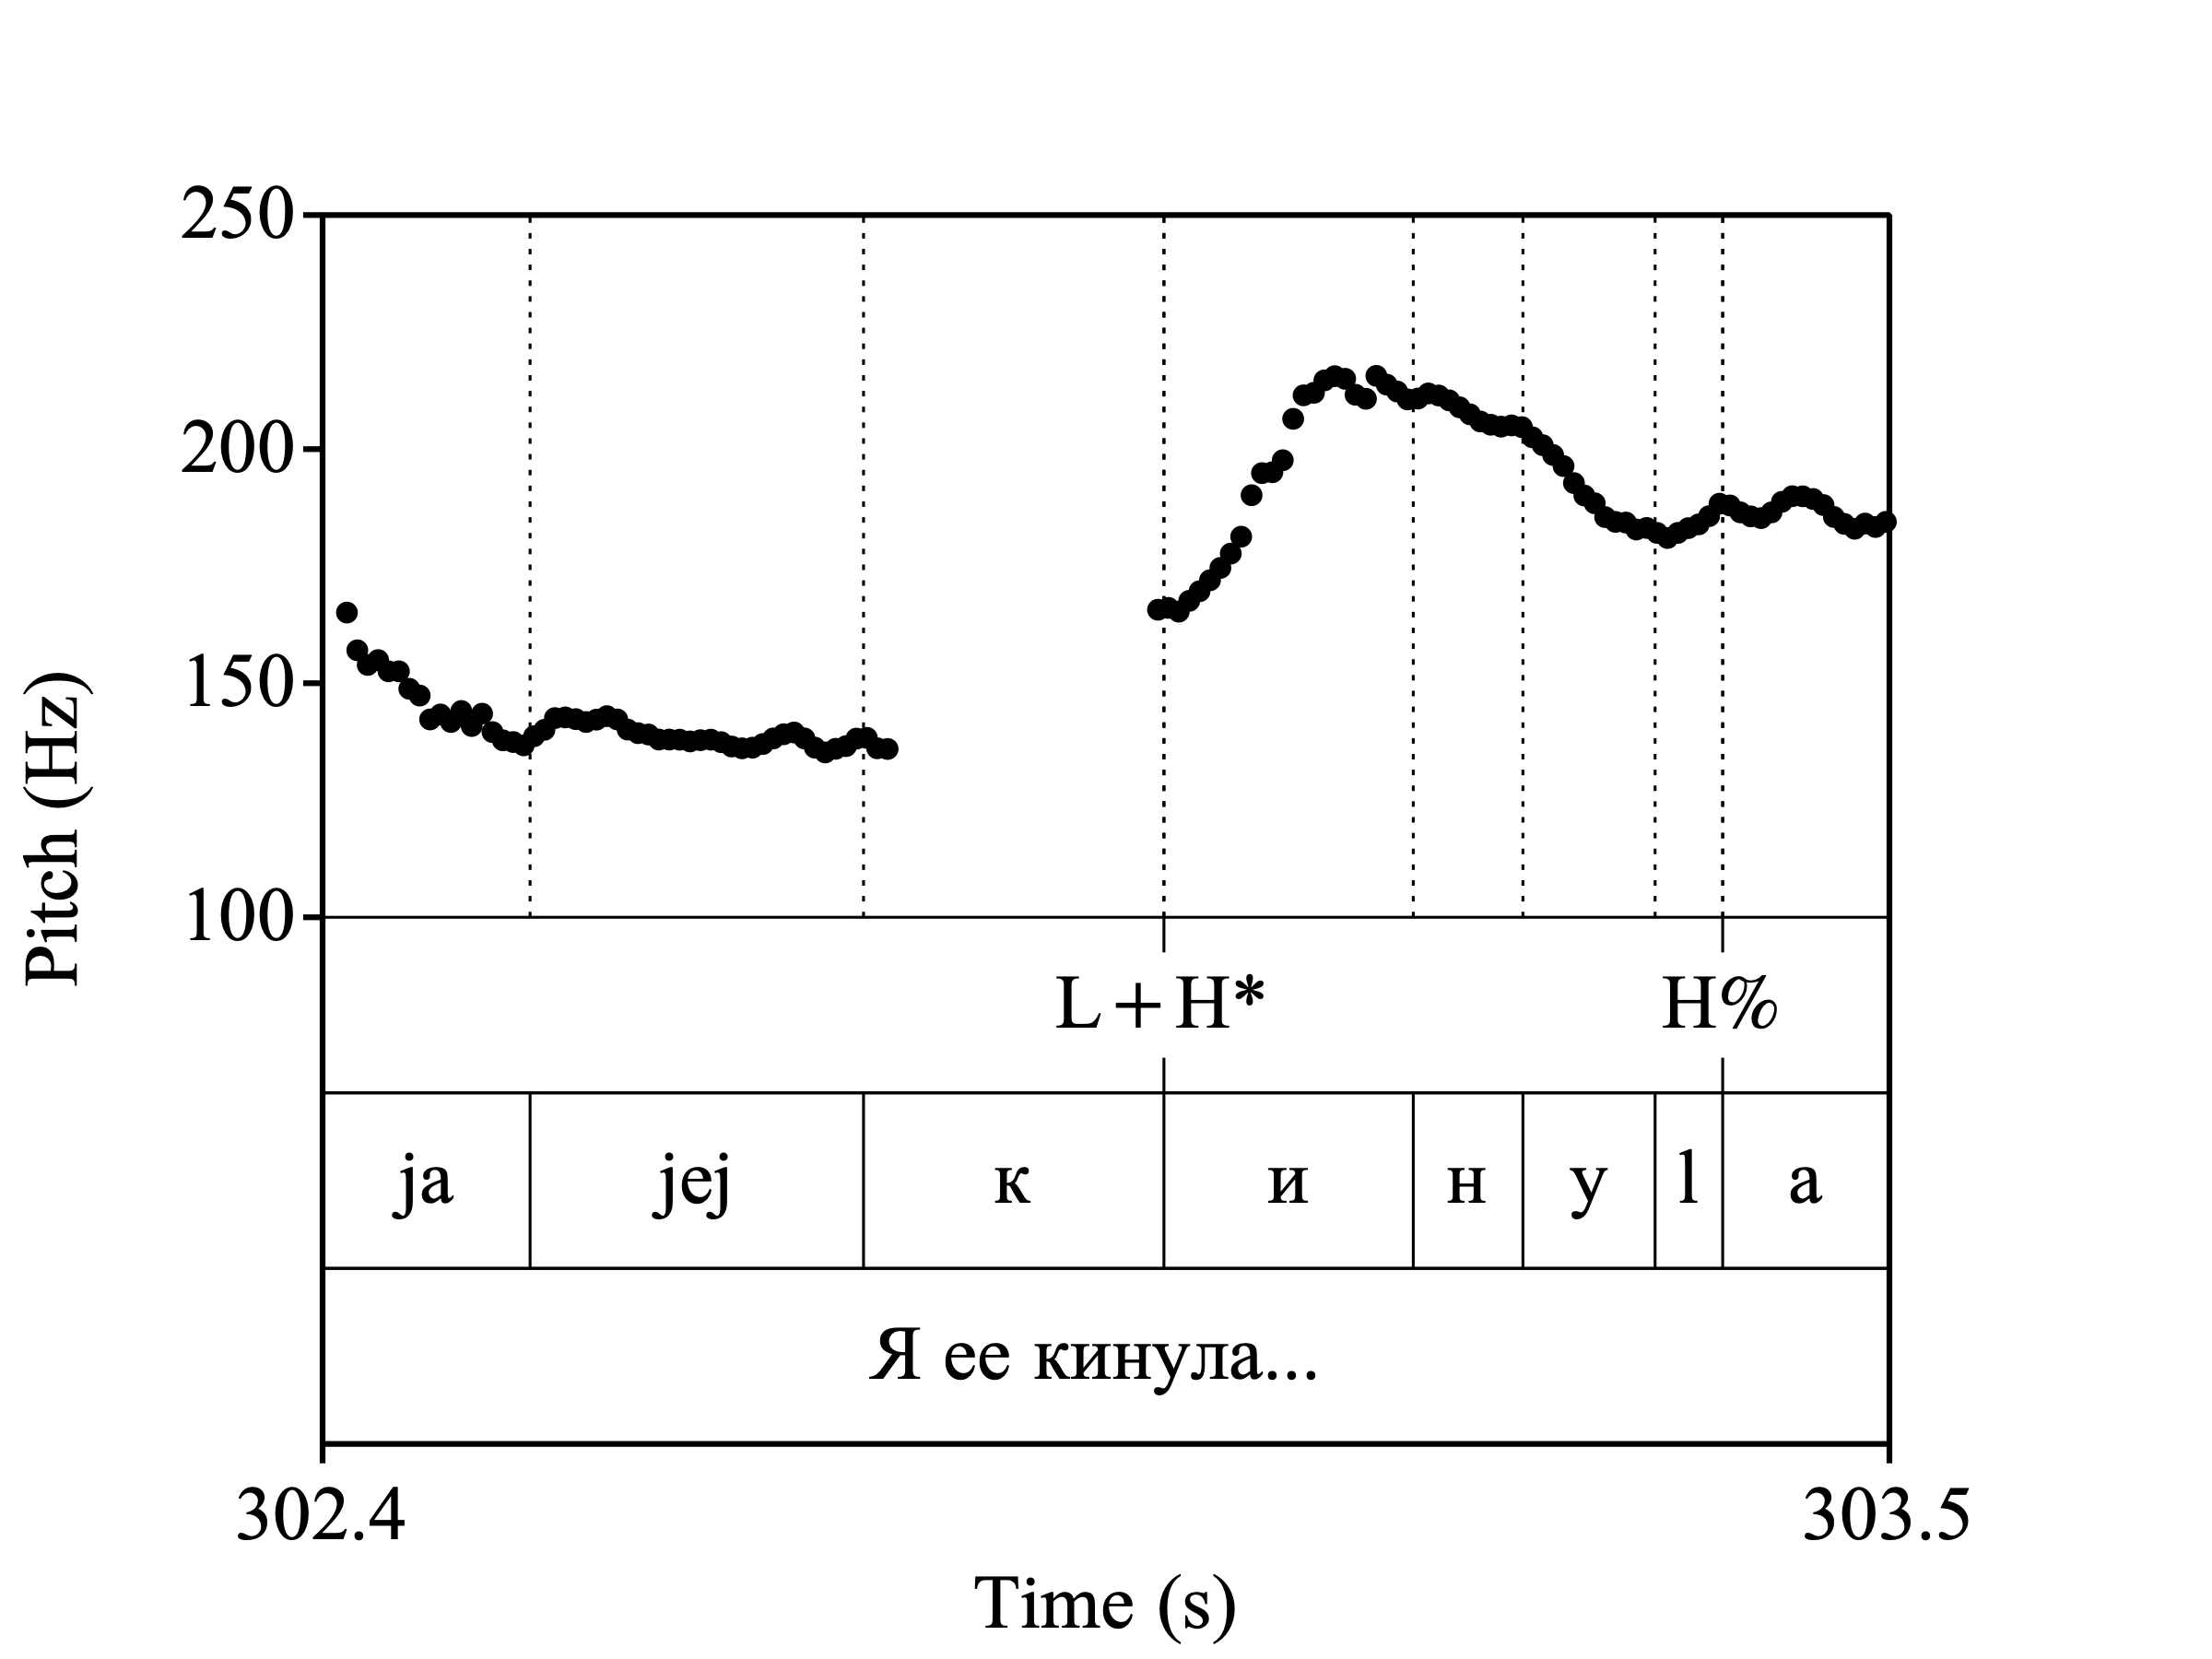 250
200
150
100
Pitch (Hz)
L+H* H%
ja jej к и н у l a
Я ее кинула...
302.4 303.5
Time (s)